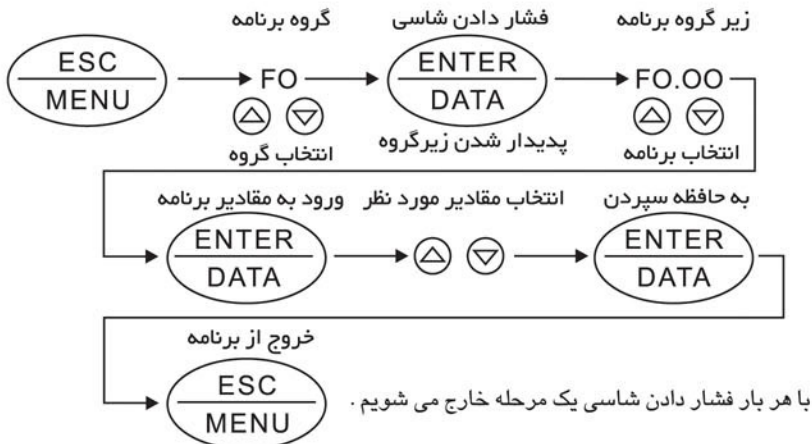 گروه برنامه
فشار دادن شاسی
زیر گروه برنامه
ESC
MENU
FO
ENTER
DATA
FO.OO
انتخاب گروه
پدیدار شدن زیرگروه
انتخاب برنامه
ورود به مقادیر برنامه
انتخاب مقادیر مورد نظر
به حافظه سپردن
ENTER
DATA
ENTER
DATA
خروج از برنامه
ESC
MENU
با هر بار فشار دادن شاسی یک مرحله خارج می شویم .